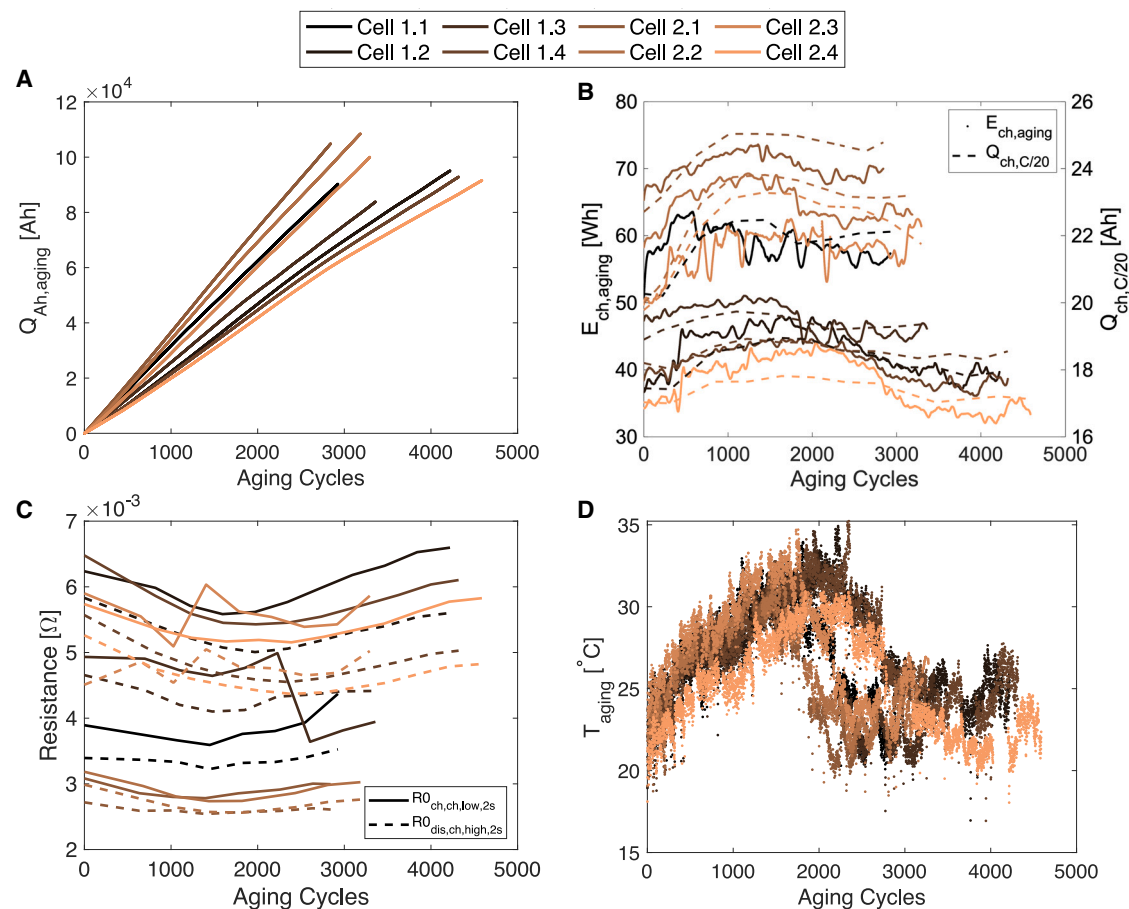 Cell 1.1 Cell 1.3 Cell 2.1 Cell 2.3
Cell 1.2 Cell 1.4 Cell 2.2 Cell 2.4
A
×10⁴
12
10
8
6
4
2
0
Q_Ah,aging [Ah]
0 1000 2000 3000 4000 5000
Aging Cycles
B
80
70
60
50
40
30
E_ch,aging [Wh]
26
24
22
20
18
16
Q_ch,C/20 [Ah]
E_ch,aging
Q_ch,C/20
0 1000 2000 3000 4000 5000
Aging Cycles
C
×10⁻³
7
6
5
4
3
2
Resistance [Ω]
R0_ch,ch,low,2s
R0_dis,ch,high,2s
0 1000 2000 3000 4000 5000
Aging Cycles
D
35
30
25
20
15
T_aging [°C]
0 1000 2000 3000 4000 5000
Aging Cycles